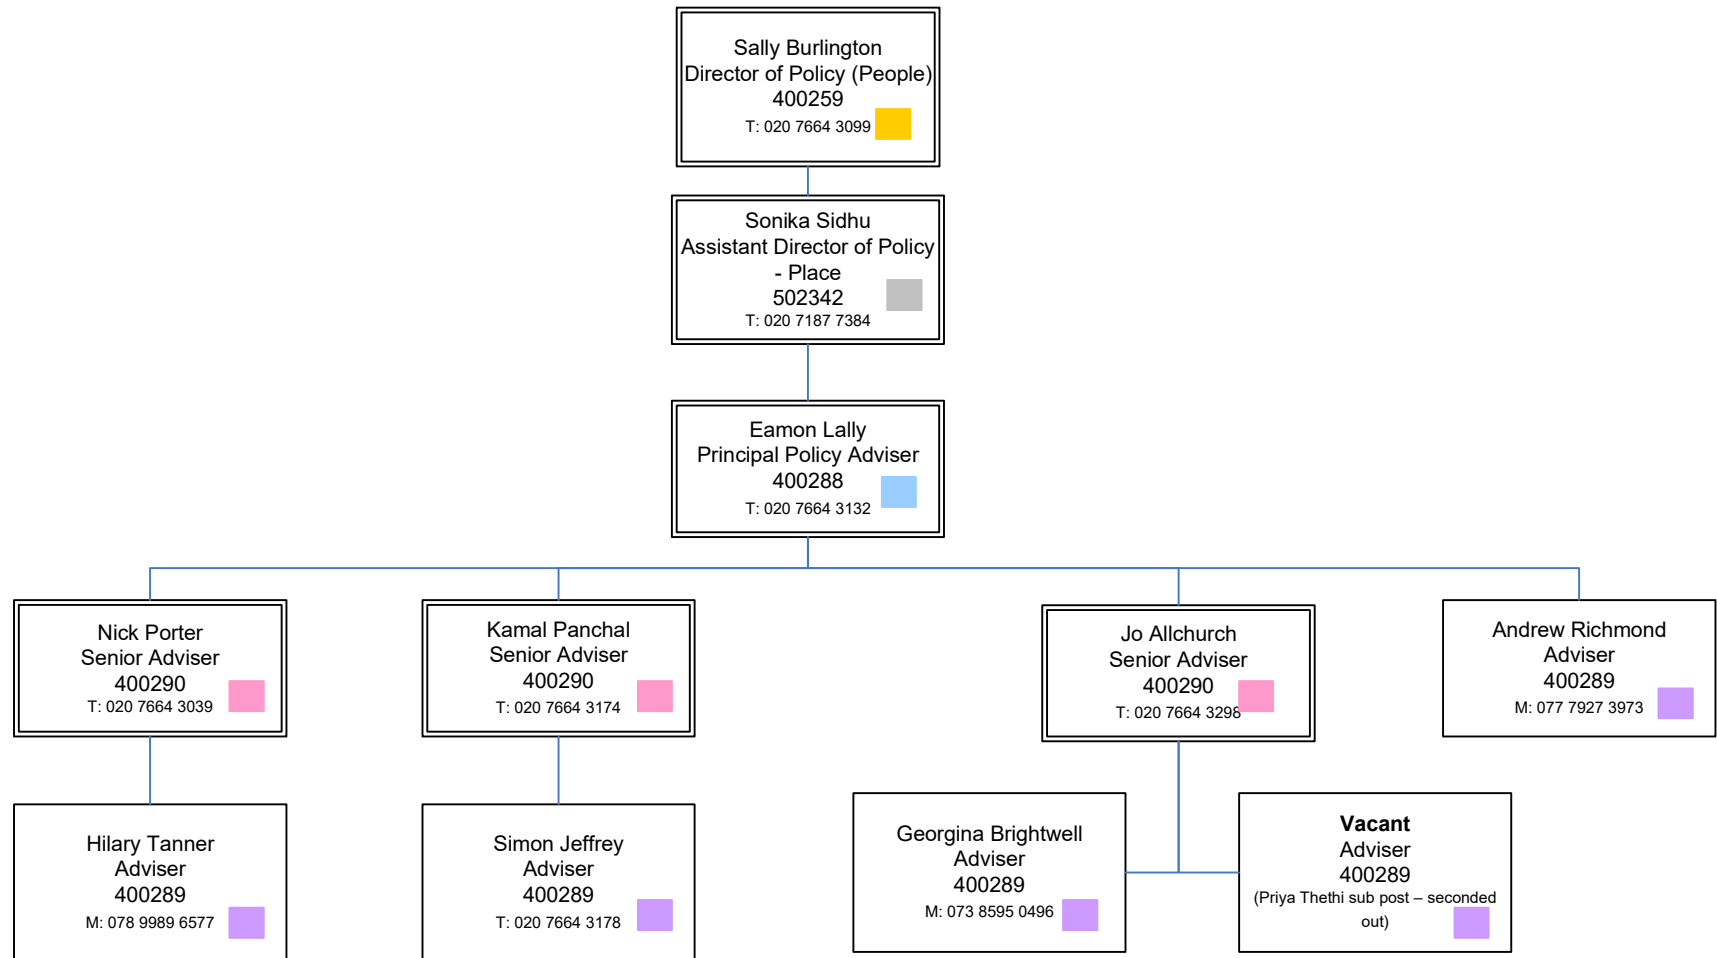 Sally Burlington
Director of Policy (People)
400259
T: 020 7664 3099
Sonika Sidhu
Assistant Director of Policy
- Place
502342
T: 020 7187 7384
Eamon Lally
Principal Policy Adviser
400288
T: 020 7664 3132
Nick Porter
Senior Adviser
400290
T: 020 7664 3039
Kamal Panchal
Senior Adviser
400290
T: 020 7664 3174
Jo Allchurch
Senior Adviser
400290
T: 020 7664 3298
Andrew Richmond
Adviser
400289
M: 077 7927 3973
Hilary Tanner
Adviser
400289
M: 078 9989 6577
Simon Jeffrey
Adviser
400289
T: 020 7664 3178
Georgina Brightwell
Adviser
400289
M: 073 8595 0496
Vacant
Adviser
400289
(Priya Thethi sub post – seconded
out)